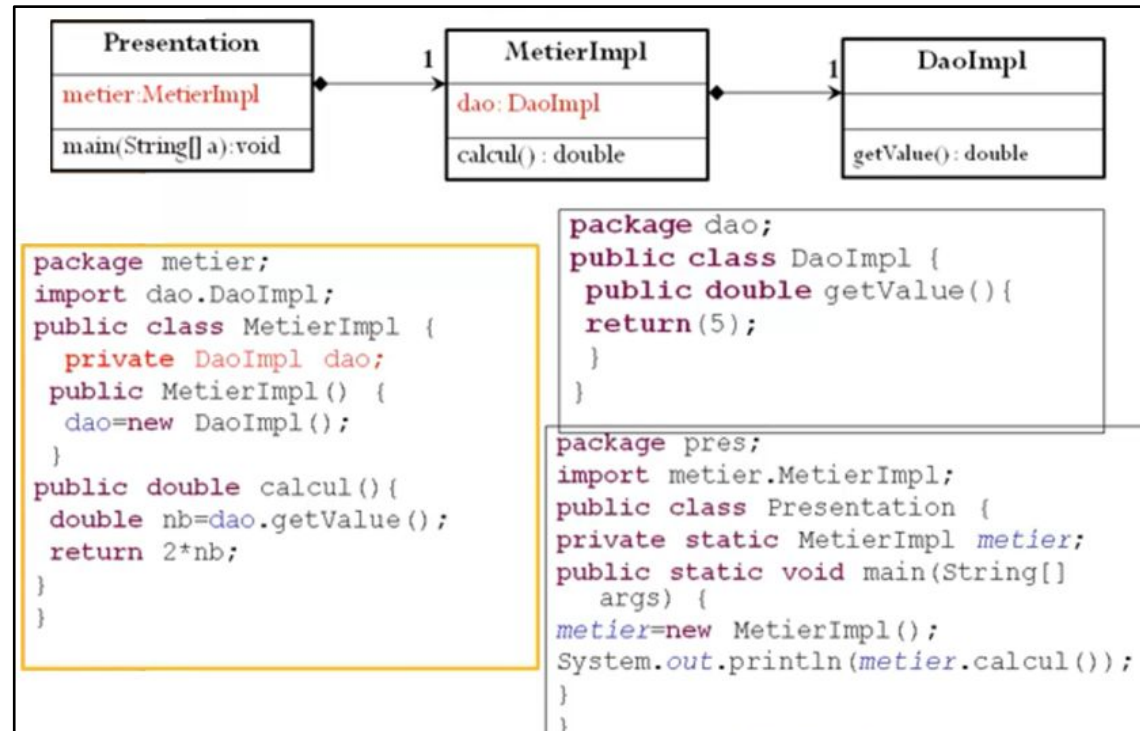 Presentation
metier:MetierImpl
main(String[] a):void
1
MetierImpl
dao: DaoImpl
calcul() : double
1
DaoImpl
getValue() : double
package metier;
import dao.DaoImpl;
public class MetierImpl {
private DaoImpl dao;
public MetierImpl() {
dao=new DaoImpl();
}
public double calcul(){
double nb=dao.getValue();
return 2*nb;
}
}
package dao;
public class DaoImpl {
public double getValue(){
return(5);
}
}
package pres;
import metier.MetierImpl;
public class Presentation {
private static MetierImpl metier;
public static void main(String[]
args) {
metier=new MetierImpl();
System.out.println(metier.calcul());
}
}